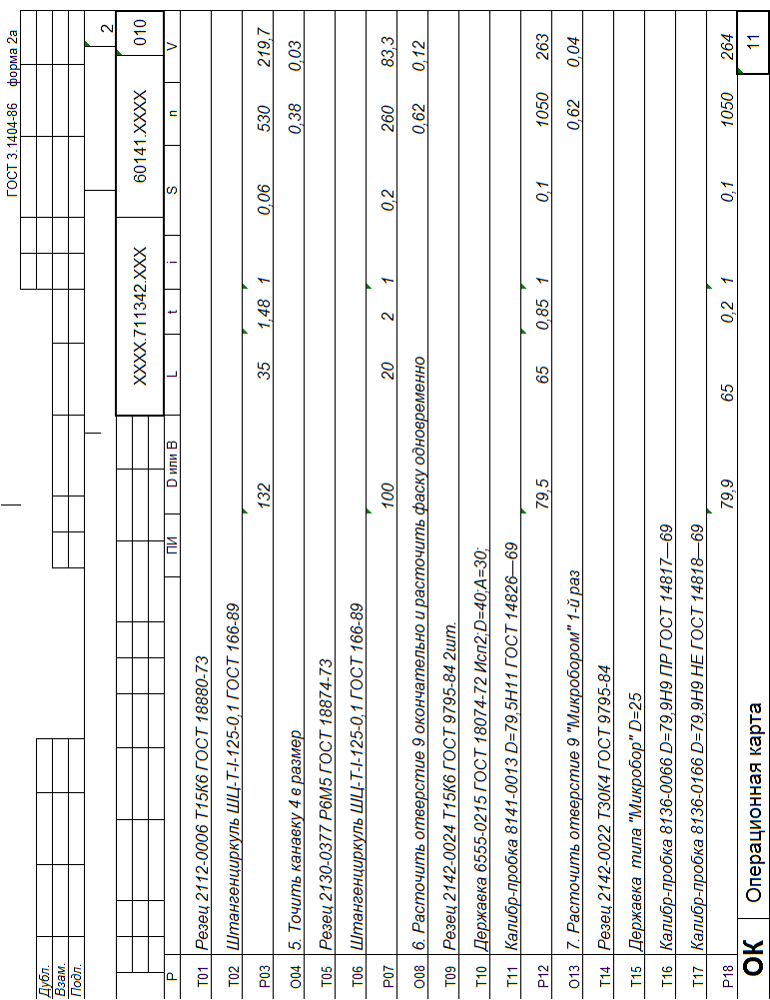 ГОСТ 3.1404-86 форма 2а
Дубл.
Взам.
Подл.
2
XXXX.711342.XXX 60141.XXXX 010
Р ПИ D или В L t i S n V
Т01 Резец 2112-0006 Т15К6 ГОСТ 18880-73
Т02 Штангенциркуль ШЦ-Т-I-125-0,1 ГОСТ 166-89
Р03 132 35 1,48 1 0,06 530 219,7
О04 5. Точить канавку 4 в размер 0,38 0,03
Т05 Резец 2130-0377 Р6М5 ГОСТ 18874-73
Т06 Штангенциркуль ШЦ-Т-I-125-0,1 ГОСТ 166-89
Р07 100 20 2 1 0,2 260 83,3
О08 6. Расточить отверстие 9 окончательно и расточить фаску одновременно 0,62 0,12
Т09 Резец 2142-0024 Т15К6 ГОСТ 9795-84 2шт.
Т10 Державка 6555-0215 ГОСТ 18074-72 Исп2;D=40;A=30;
Т11 Калибр-пробка 8141-0013 D=79,5Н11 ГОСТ 14826—69
Р12 79,5 65 0,85 1 0,1 1050 263
О13 7. Расточить отверстие 9 "Микробором" 1-й раз 0,62 0,04
Т14 Резец 2142-0022 Т30К4 ГОСТ 9795-84
Т15 Державка типа "Микробор" D=25
Т16 Калибр-пробка 8136-0066 D=79,9Н9 ПР ГОСТ 14817—69
Т17 Калибр-пробка 8136-0166 D=79,9Н9 НЕ ГОСТ 14818—69
Р18 79,9 65 0,2 1 0,1 1050 264
ОК Операционная карта 11